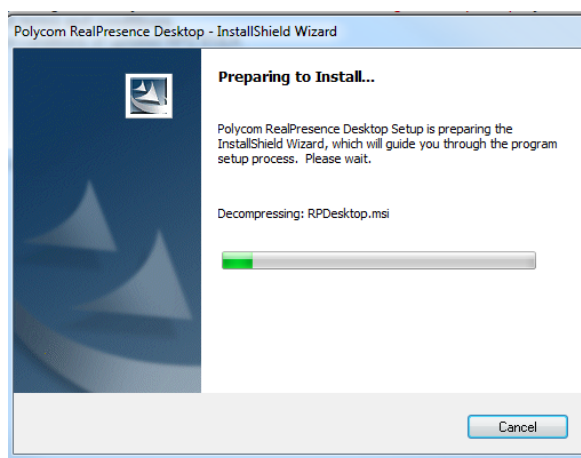 Polycom RealPresence Desktop - InstallShield Wizard
Preparing to Install...
Polycom RealPresence Desktop Setup is preparing the
InstallShield Wizard, which will guide you through the program
setup process. Please wait.
Decompressing: RPDesktop.msi
Cancel